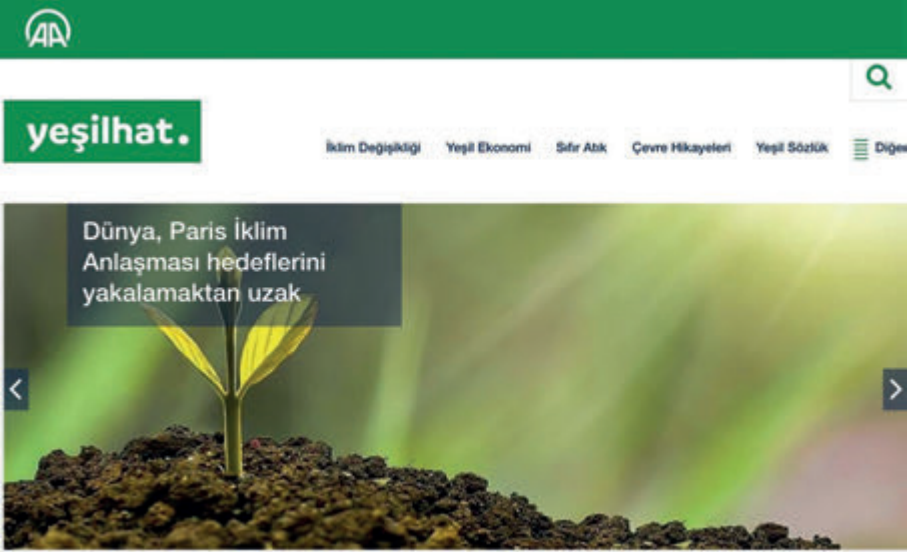 AA
yeşilhat.
İklim Değişikliği Yeşil Ekonomi Sıfır Atık Çevre Hikayeleri Yeşil Sözlük
Dünya, Paris İklim
Anlaşması hedeflerini
yakalamaktan uzak